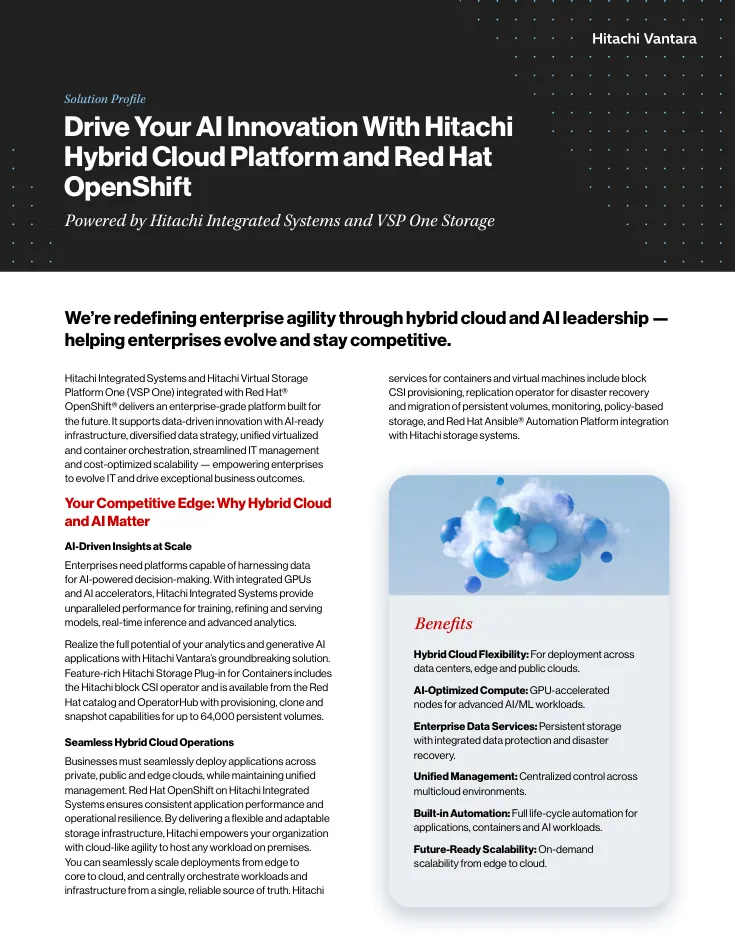 Hitachi Vantara
Solution Profile
Drive Your AI Innovation With Hitachi
Hybrid Cloud Platform and Red Hat
OpenShift
Powered by Hitachi Integrated Systems and VSP One Storage
We're redefining enterprise agility through hybrid cloud and AI leadership —
helping enterprises evolve and stay competitive.
Hitachi Integrated Systems and Hitachi Virtual Storage
Platform One (VSP One) integrated with Red Hat®
OpenShift® delivers an enterprise-grade platform built for
the future. It supports data-driven innovation with AI-ready
infrastructure, diversified data strategy, unified virtualized
and container orchestration, streamlined IT management
and cost-optimized scalability — empowering enterprises
to evolve IT and drive exceptional business outcomes.
Your Competitive Edge: Why Hybrid Cloud
and AI Matter
AI-Driven Insights at Scale
Enterprises need platforms capable of harnessing data
for AI-powered decision-making. With integrated GPUs
and AI accelerators, Hitachi Integrated Systems provide
unparalleled performance for training, refining and serving
models, real-time inference and advanced analytics.
Realize the full potential of your analytics and generative AI
applications with Hitachi Vantara's groundbreaking solution.
Feature-rich Hitachi Storage Plug-in for Containers includes
the Hitachi block CSI operator and is available from the Red
Hat catalog and OperatorHub with provisioning, clone and
snapshot capabilities for up to 64,000 persistent volumes.
Seamless Hybrid Cloud Operations
Businesses must seamlessly deploy applications across
private, public and edge clouds, while maintaining unified
management. Red Hat OpenShift on Hitachi Integrated
Systems ensures consistent application performance and
operational resilience. By delivering a flexible and adaptable
storage infrastructure, Hitachi empowers your organization
with cloud-like agility to host any workload on premises.
You can seamlessly scale deployments from edge to
core to cloud, and centrally orchestrate workloads and
infrastructure from a single, reliable source of truth. Hitachi
services for containers and virtual machines include block
CSI provisioning, replication operator for disaster recovery
and migration of persistent volumes, monitoring, policy-based
storage, and Red Hat Ansible® Automation Platform integration
with Hitachi storage systems.
Benefits
Hybrid Cloud Flexibility: For deployment across
data centers, edge and public clouds.
AI-Optimized Compute: GPU-accelerated
nodes for advanced AI/ML workloads.
Enterprise Data Services: Persistent storage
with integrated data protection and disaster
recovery.
Unified Management: Centralized control across
multicloud environments.
Built-in Automation: Full life-cycle automation for
applications, containers and AI workloads.
Future-Ready Scalability: On-demand
scalability from edge to cloud.